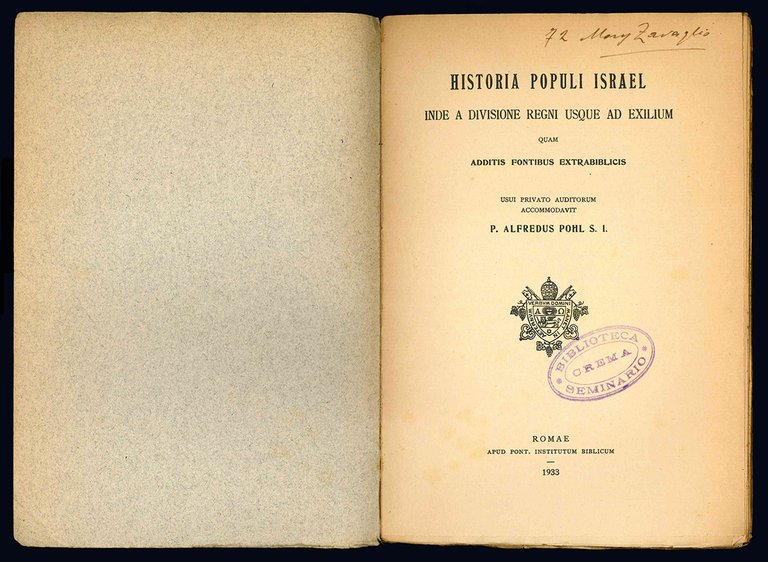 72 Mons Zavaglio
HISTORIA POPULI ISRAEL
INDE A DIVISIONE REGNI USQUE AD EXILIUM
QUAM
ADDITIS FONTIBUS EXTRABIBLICIS
USUI PRIVATO AUDITORUM
ACCOMMODAVIT
P. ALFREDUS POHL S. I.
VERBVM DOMINI
A Ω
BIBLIOTECA
CREMA
SEMINARIO
ROMAE
APUD PONT. INSTITUTUM BIBLICUM
1933